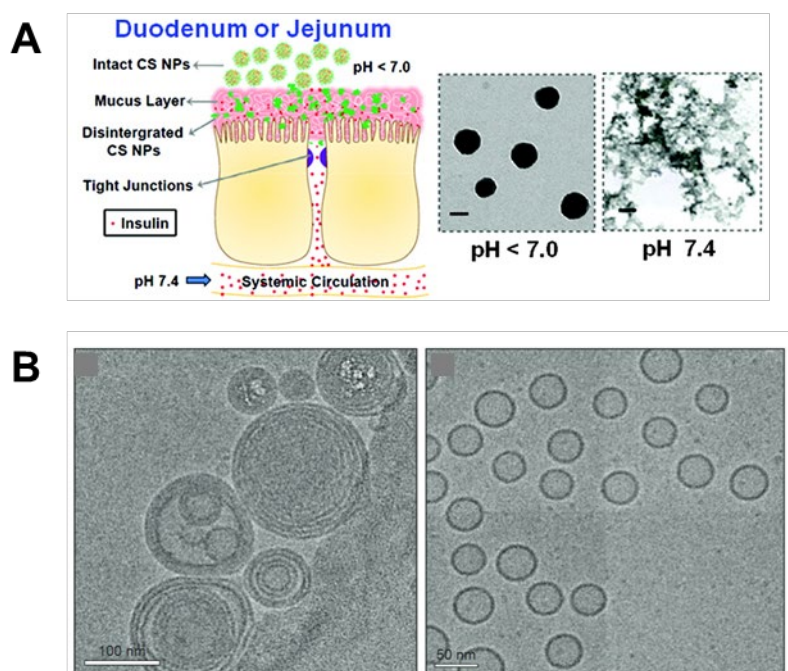 A
Duodenum or Jejunum
Intact CS NPs
pH < 7.0
Mucus Layer
Disintergrated
CS NPs
Tight Junjctions
Insulin
pH 7.4
Systemic Circulation
pH < 7.0
pH 7.4
B
100 nm
50 nm